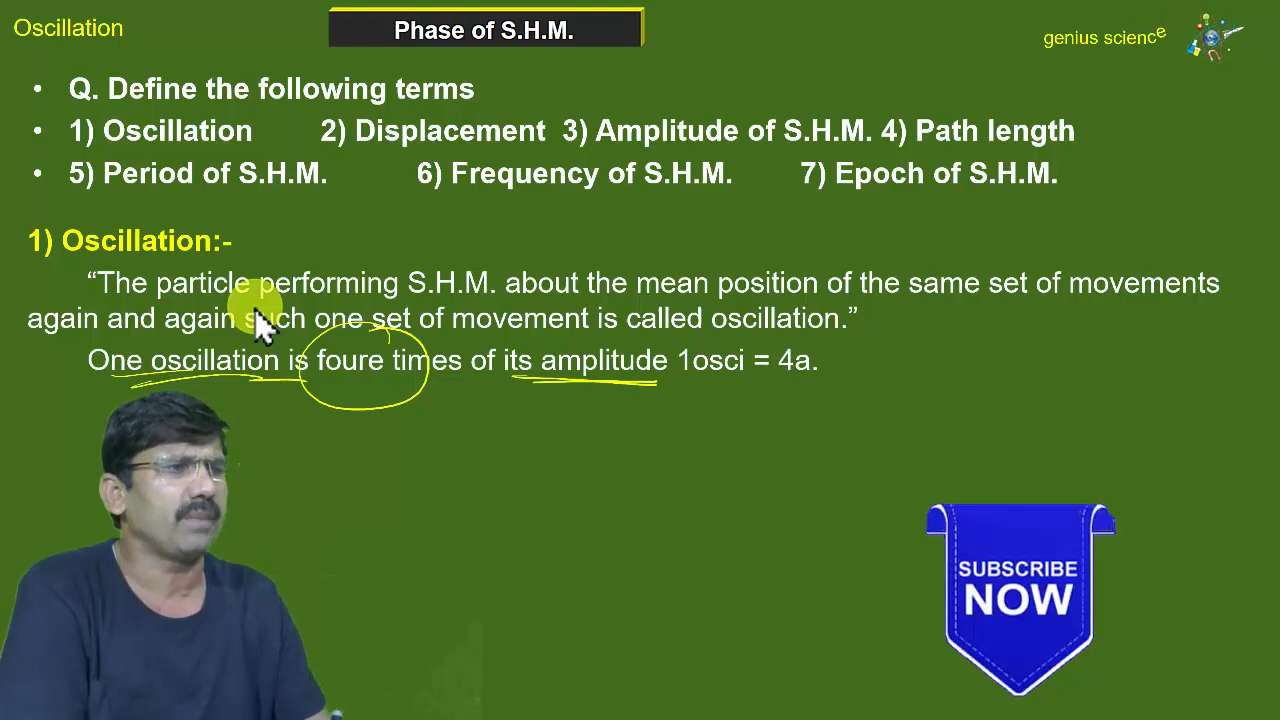 Oscillation
Phase of S.H.M.
genius science
• Q. Define the following terms
• 1) Oscillation 2) Displacement 3) Amplitude of S.H.M. 4) Path length
• 5) Period of S.H.M. 6) Frequency of S.H.M. 7) Epoch of S.H.M.
1) Oscillation:-
“The particle performing S.H.M. about the mean position of the same set of movements
again and again such one set of movement is called oscillation.”
One oscillation is foure times of its amplitude 1osci = 4a.
SUBSCRIBE
NOW